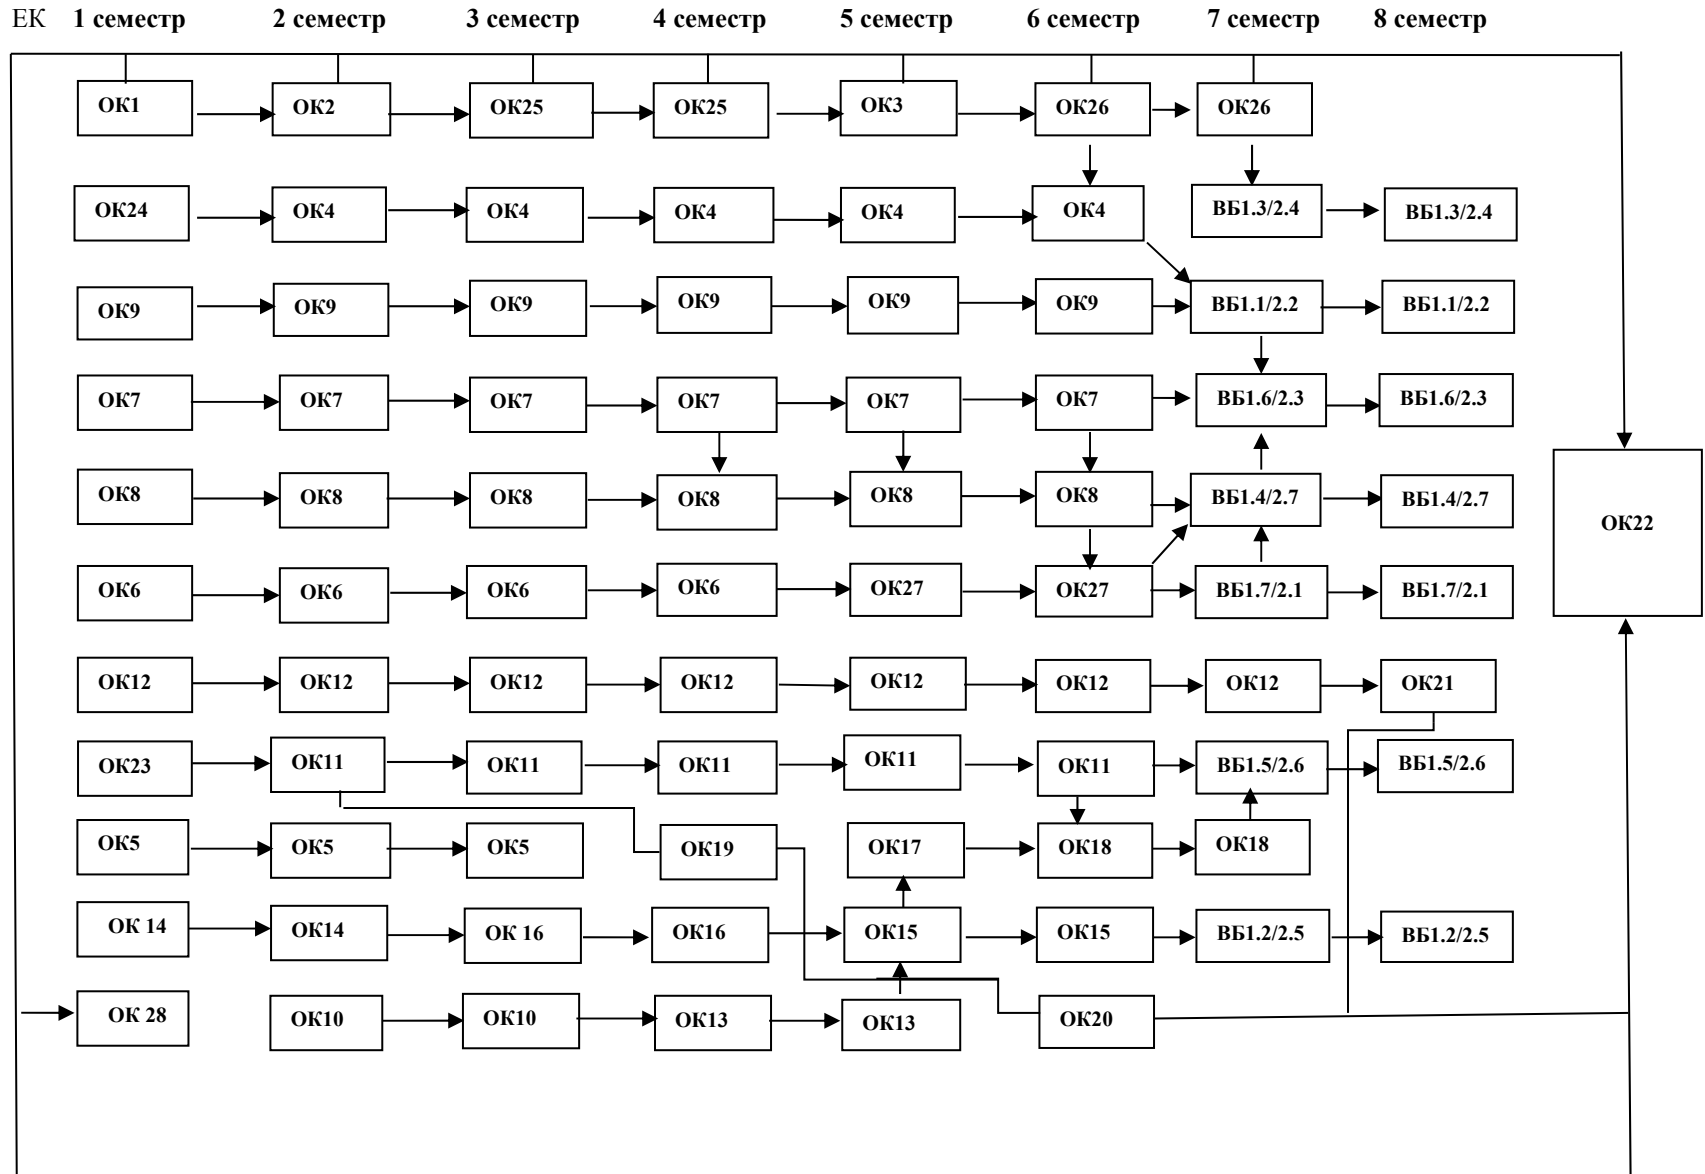 ЕК 1 семестр 2 семестр 3 семестр 4 семестр 5 семестр 6 семестр 7 семестр 8 семестр
ОК1 ОК2 ОК25 ОК25 ОК3 ОК26 ОК26
ОК24 ОК4 ОК4 ОК4 ОК4 ОК4 ВБ1.3/2.4 ВБ1.3/2.4
ОК9 ОК9 ОК9 ОК9 ОК9 ОК9 ВБ1.1/2.2 ВБ1.1/2.2
ОК7 ОК7 ОК7 ОК7 ОК7 ОК7 ВБ1.6/2.3 ВБ1.6/2.3
ОК8 ОК8 ОК8 ОК8 ОК8 ОК8 ВБ1.4/2.7 ВБ1.4/2.7
ОК22
ОК6 ОК6 ОК6 ОК6 ОК27 ОК27 ВБ1.7/2.1 ВБ1.7/2.1
ОК12 ОК12 ОК12 ОК12 ОК12 ОК12 ОК12 ОК21
ОК23 ОК11 ОК11 ОК11 ОК11 ОК11 ВБ1.5/2.6 ВБ1.5/2.6
ОК5 ОК5 ОК5 ОК19 ОК17 ОК18 ОК18
ОК 14 ОК14 ОК 16 ОК16 ОК15 ОК15 ВБ1.2/2.5 ВБ1.2/2.5
ОК 28 ОК10 ОК10 ОК13 ОК13 ОК20